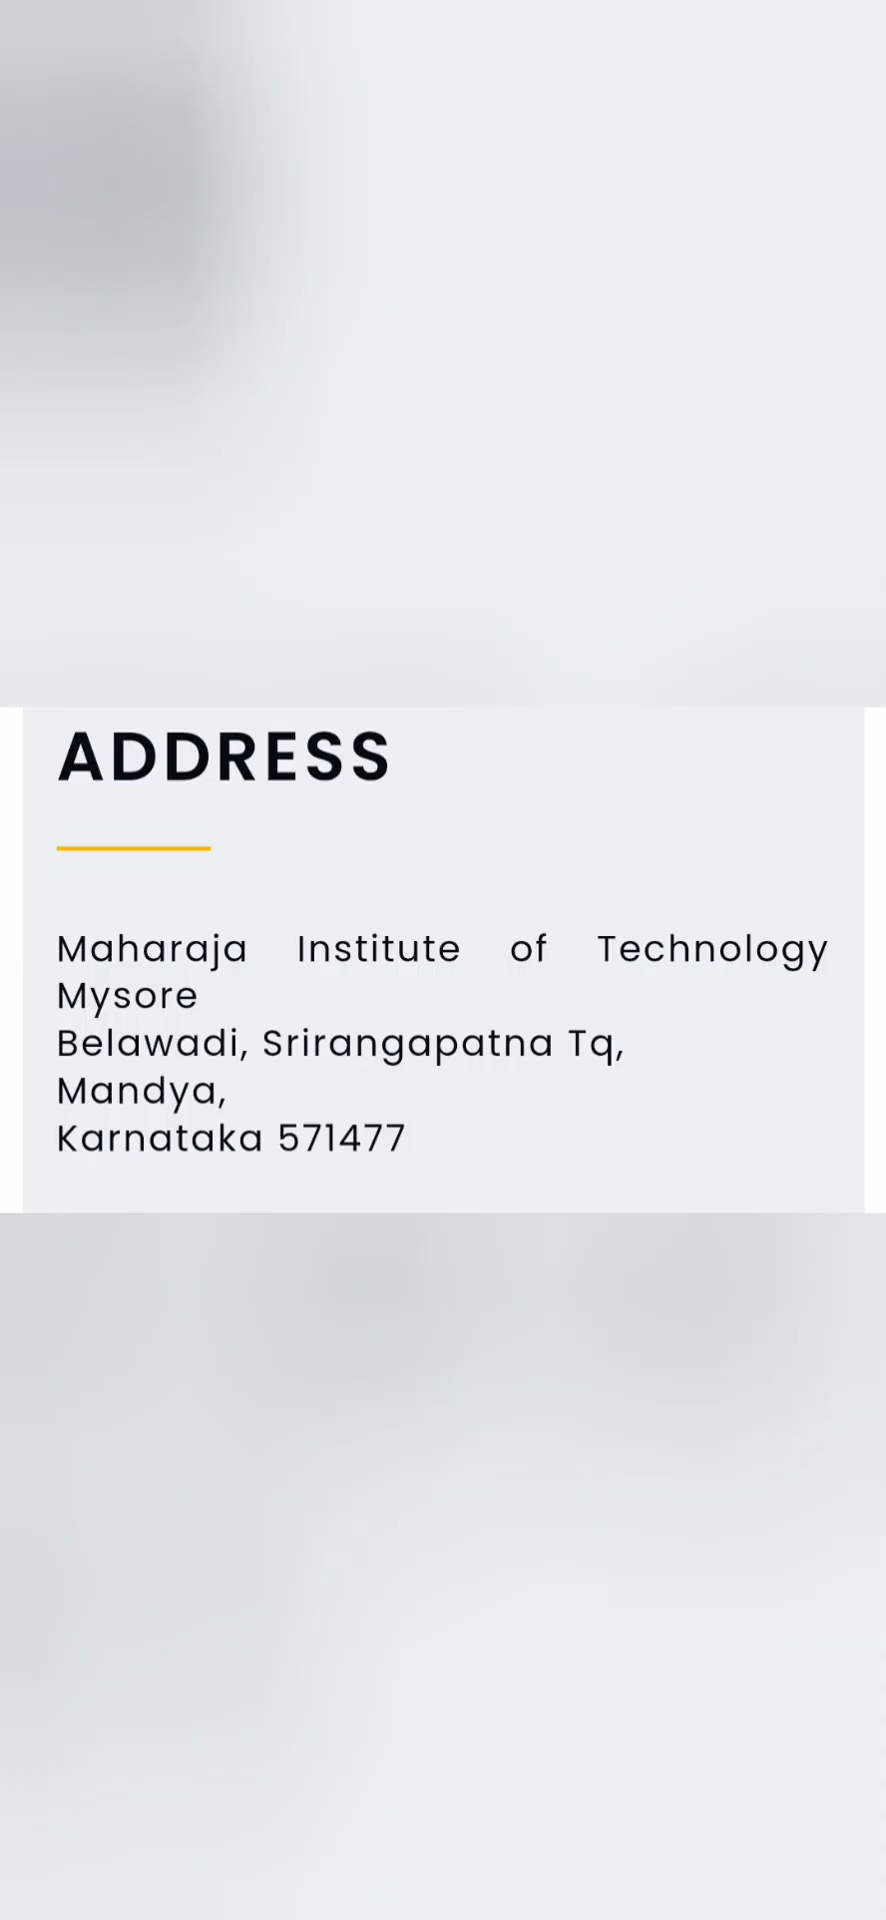 ADDRESS
Maharaja Institute of Technology
Mysore
Belawadi, Srirangapatna Tq,
Mandya,
Karnataka 571477